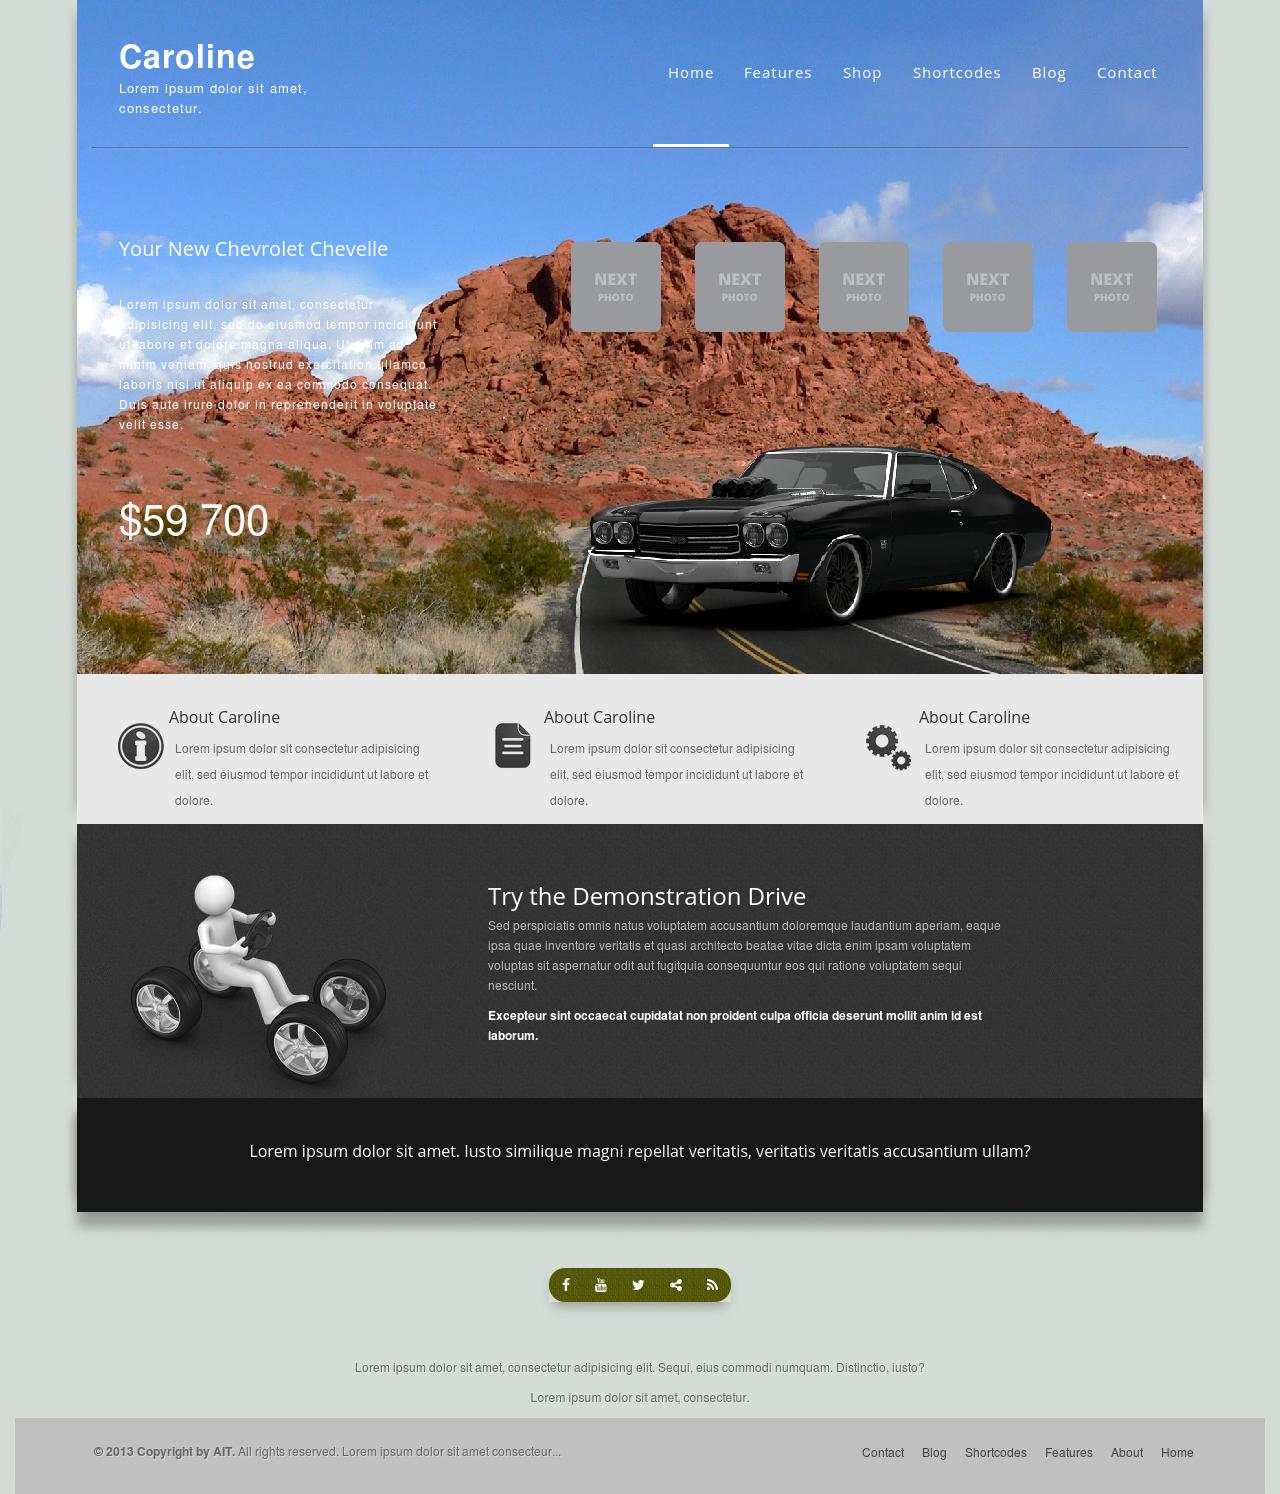 Caroline
Lorem ipsum dolor sit amet,
consectetur.
Home Features Shop Shortcodes Blog Contact
Your New Chevrolet Chevelle
Lorem ipsum dolor sit amet, consectetur
adipisicing elit, sed do eiusmod tempor incididunt
ut labore et dolore magna aliqua. Ut enim ad
minim veniam, quis nostrud exercitation ullamco
laboris nisi ut aliquip ex ea commodo consequat.
Duis aute irure dolor in reprehenderit in voluptate
velit esse.
NEXT PHOTO
NEXT PHOTO
NEXT PHOTO
NEXT PHOTO
NEXT PHOTO
$59 700
About Caroline
Lorem ipsum dolor sit consectetur adipisicing
elit, sed eiusmod tempor incididunt ut labore et
dolore.
About Caroline
Lorem ipsum dolor sit consectetur adipisicing
elit, sed eiusmod tempor incididunt ut labore et
dolore.
About Caroline
Lorem ipsum dolor sit consectetur adipisicing
elit, sed eiusmod tempor incididunt ut labore et
dolore.
Try the Demonstration Drive
Sed perspiciatis omnis natus voluptatem accusantium doloremque laudantium aperiam, eaque
ipsa quae inventore veritatis et quasi architecto beatae vitae dicta enim ipsam voluptatem
voluptas sit aspernatur odit aut fugitquia consequuntur eos qui ratione voluptatem sequi
nesciunt.
Excepteur sint occaecat cupidatat non proident culpa officia deserunt mollit anim id est
laborum.
Lorem ipsum dolor sit amet. Iusto similique magni repellat veritatis, veritatis veritatis accusantium ullam?
Lorem ipsum dolor sit amet, consectetur adipisicing elit. Sequi, eius commodi numquam. Distinctio, iusto?
Lorem ipsum dolor sit amet, consectetur.
© 2013 Copyright by AIT. All rights reserved. Lorem ipsum dolor sit amet consecteur...
Contact Blog Shortcodes Features About Home